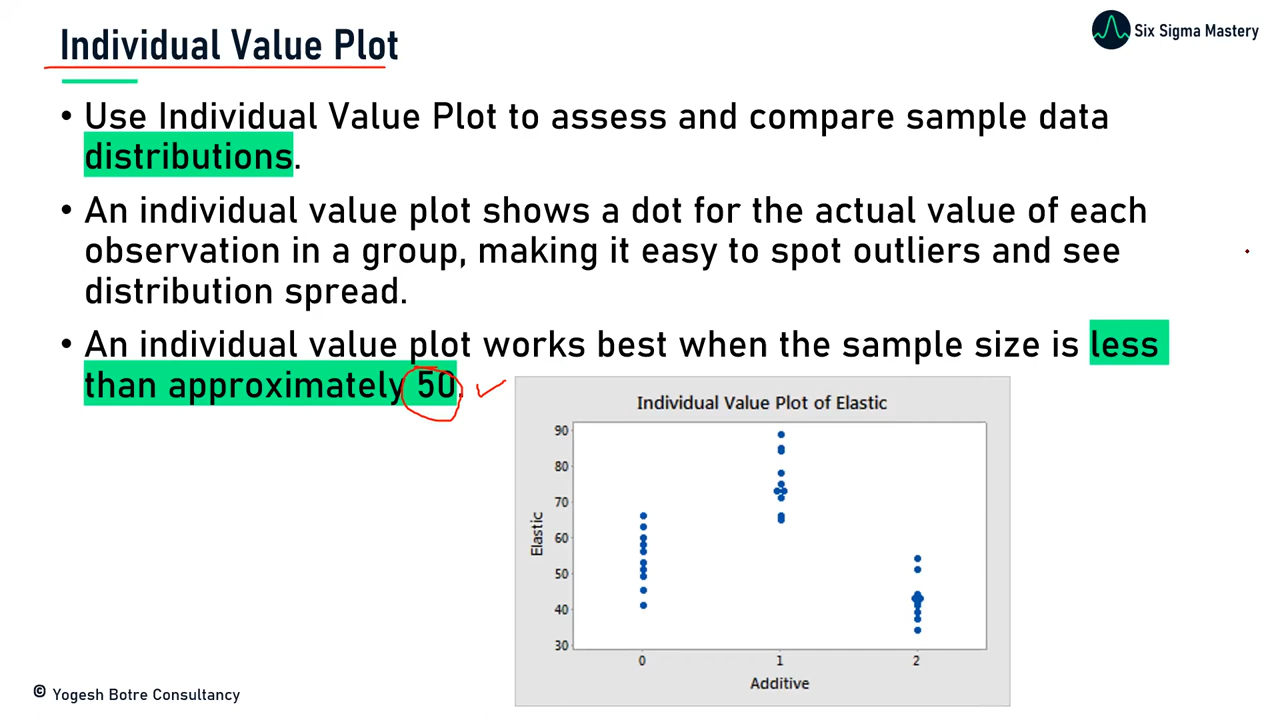 Individual Value Plot
Six Sigma Mastery
• Use Individual Value Plot to assess and compare sample data
distributions.
• An individual value plot shows a dot for the actual value of each
observation in a group, making it easy to spot outliers and see
distribution spread.
• An individual value plot works best when the sample size is less
than approximately 50.
Individual Value Plot of Elastic
90
80
70
60
50
40
30
Elastic
0 1 2
Additive
© Yogesh Botre Consultancy